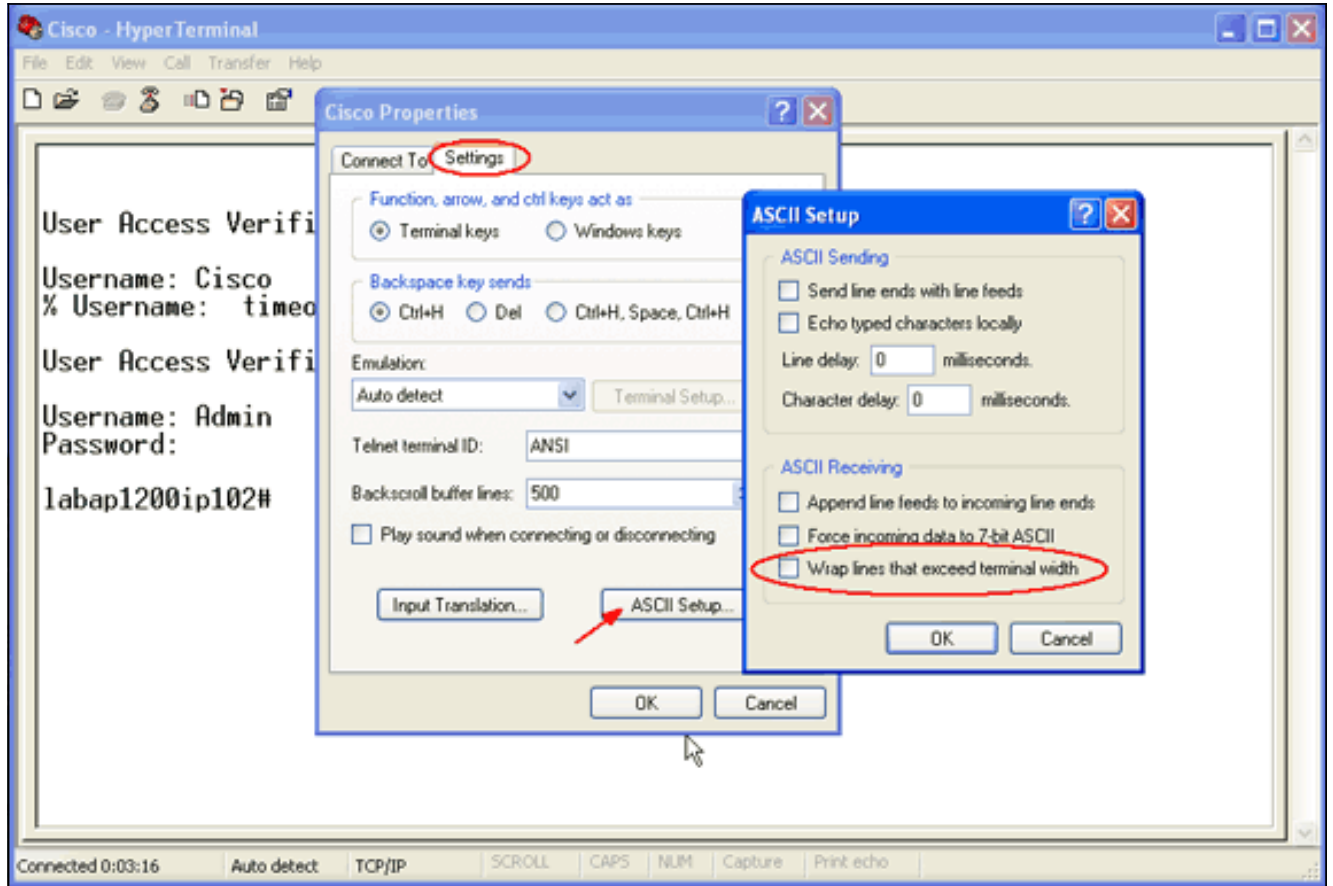 Cisco - HyperTerminal
File Edit View Call Transfer Help
User Access Verifi
Username: Cisco
% Username:  timeo
User Access Verifi
Username: Admin
Password:
labap1200ip102#
Cisco Properties
Connect To Settings
Function, arrow, and ctrl keys act as
Terminal keys Windows keys
Backspace key sends
Ctrl+H Del Ctrl+H, Space, Ctrl+H
Emulation:
Auto detect Terminal Setup...
Telnet terminal ID: ANSI
Backscroll buffer lines: 500
Play sound when connecting or disconnecting
Input Translation... ASCII Setup...
OK Cancel
ASCII Setup
ASCII Sending
Send line ends with line feeds
Echo typed characters locally
Line delay: 0 milliseconds.
Character delay: 0 milliseconds.
ASCII Receiving
Append line feeds to incoming line ends
Force incoming data to 7-bit ASCII
Wrap lines that exceed terminal width
OK Cancel
Connected 0:03:16 Auto detect TCP/IP SCROLL CAPS NUM Capture Print echo